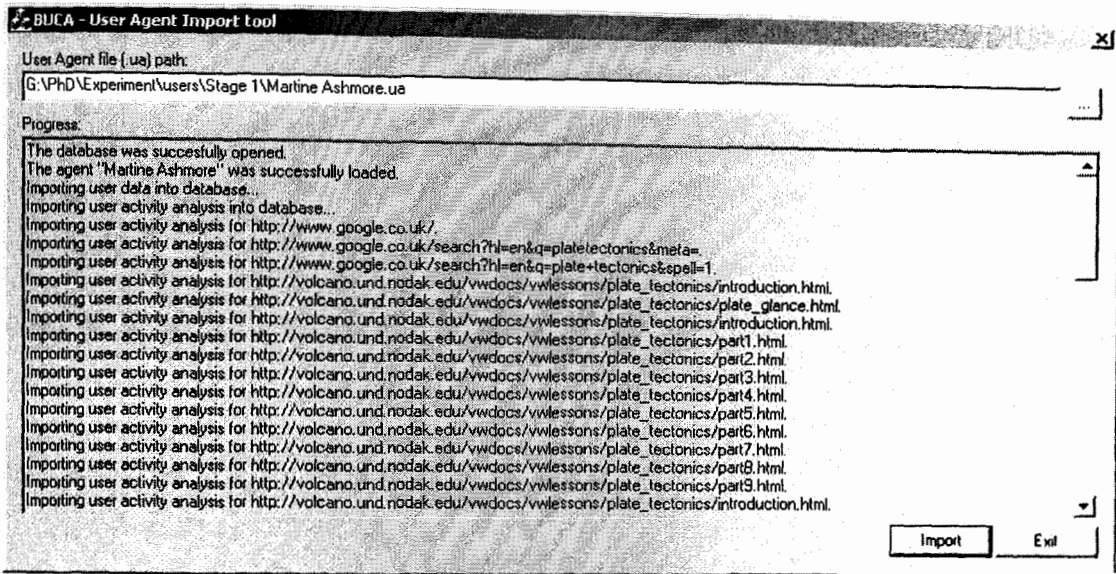 BUCA - User Agent Import tool
User Agent file (.ua) path:
G:\PhD\Experiment\users\Stage 1\Martine Ashmore.ua
...
Progress:
The database was succesfully opened.
The agent "Martine Ashmore" was successfully loaded.
Importing user data into database...
Importing user activity analysis into database...
Importing user activity analysis for http://www.google.co.uk/.
Importing user activity analysis for http://www.google.co.uk/search?hl=en&q=platetectonics&meta=.
Importing user activity analysis for http://www.google.co.uk/search?hl=en&q=plate+tectonics&spell=1.
Importing user activity analysis for http://volcano.und.nodak.edu/vwdocs/vwlessons/plate_tectonics/introduction.html.
Importing user activity analysis for http://volcano.und.nodak.edu/vwdocs/vwlessons/plate_tectonics/plate_glance.html.
Importing user activity analysis for http://volcano.und.nodak.edu/vwdocs/vwlessons/plate_tectonics/introduction.html.
Importing user activity analysis for http://volcano.und.nodak.edu/vwdocs/vwlessons/plate_tectonics/part1.html.
Importing user activity analysis for http://volcano.und.nodak.edu/vwdocs/vwlessons/plate_tectonics/part2.html.
Importing user activity analysis for http://volcano.und.nodak.edu/vwdocs/vwlessons/plate_tectonics/part3.html.
Importing user activity analysis for http://volcano.und.nodak.edu/vwdocs/vwlessons/plate_tectonics/part4.html.
Importing user activity analysis for http://volcano.und.nodak.edu/vwdocs/vwlessons/plate_tectonics/part5.html.
Importing user activity analysis for http://volcano.und.nodak.edu/vwdocs/vwlessons/plate_tectonics/part6.html.
Importing user activity analysis for http://volcano.und.nodak.edu/vwdocs/vwlessons/plate_tectonics/part7.html.
Importing user activity analysis for http://volcano.und.nodak.edu/vwdocs/vwlessons/plate_tectonics/part8.html.
Importing user activity analysis for http://volcano.und.nodak.edu/vwdocs/vwlessons/plate_tectonics/part9.html.
Importing user activity analysis for http://volcano.und.nodak.edu/vwdocs/vwlessons/plate_tectonics/introduction.html.
Import Exit